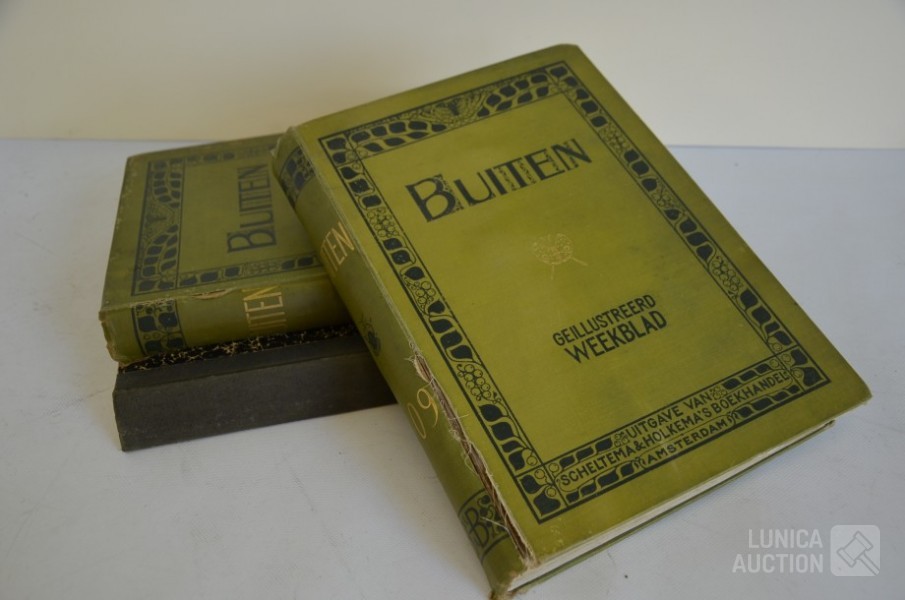 BUITEN
GEILLUSTREERD
WEEKBLAD
UITGAVE VAN
SCHELTEMA & HOLKEMA'S BOEKHANDEL
AMSTERDAM
BUITEN
LUNICA
AUCTION